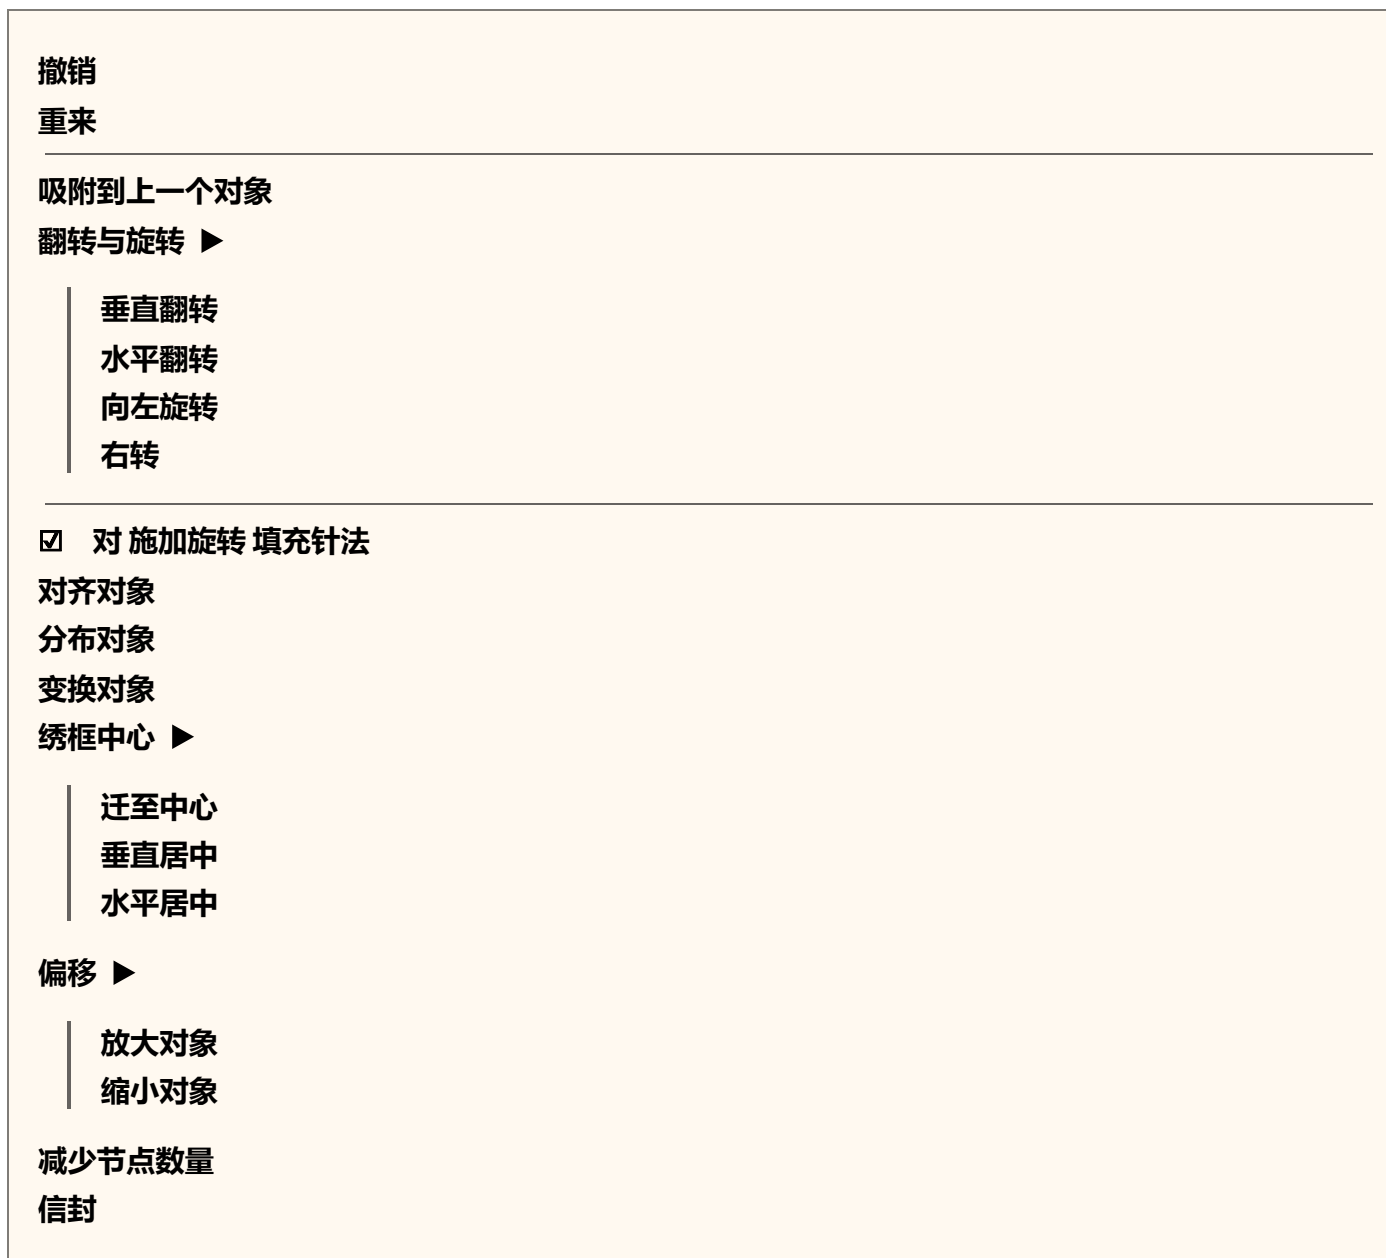 撤销
重来
吸附到上一个对象
翻转与旋转 ▶
垂直翻转
水平翻转
向左旋转
右转
☑ 对 施加旋转 填充针法
对齐对象
分布对象
变换对象
绣框中心 ▶
迁至中心
垂直居中
水平居中
偏移 ▶
放大对象
缩小对象
减少节点数量
信封